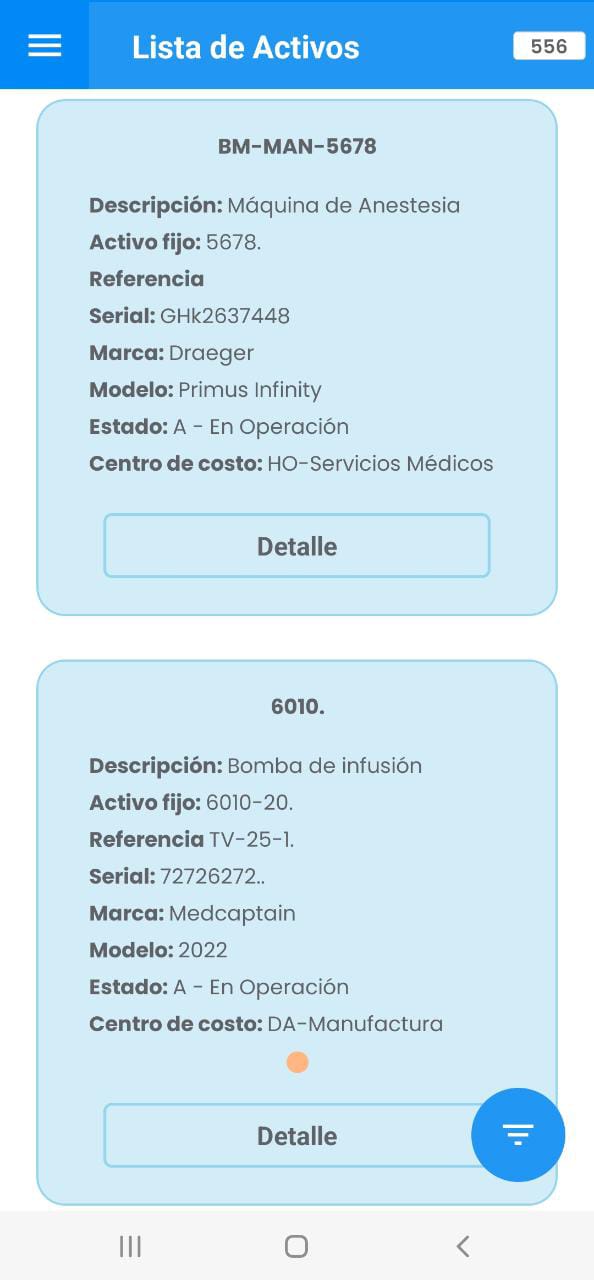 Lista de Activos
556
BM-MAN-5678
Descripción: Máquina de Anestesia
Activo fijo: 5678.
Referencia
Serial: GHk2637448
Marca: Draeger
Modelo: Primus Infinity
Estado: A - En Operación
Centro de costo: HO-Servicios Médicos
Detalle
6010.
Descripción: Bomba de infusión
Activo fijo: 6010-20.
Referencia TV-25-1.
Serial: 72726272..
Marca: Medcaptain
Modelo: 2022
Estado: A - En Operación
Centro de costo: DA-Manufactura
Detalle